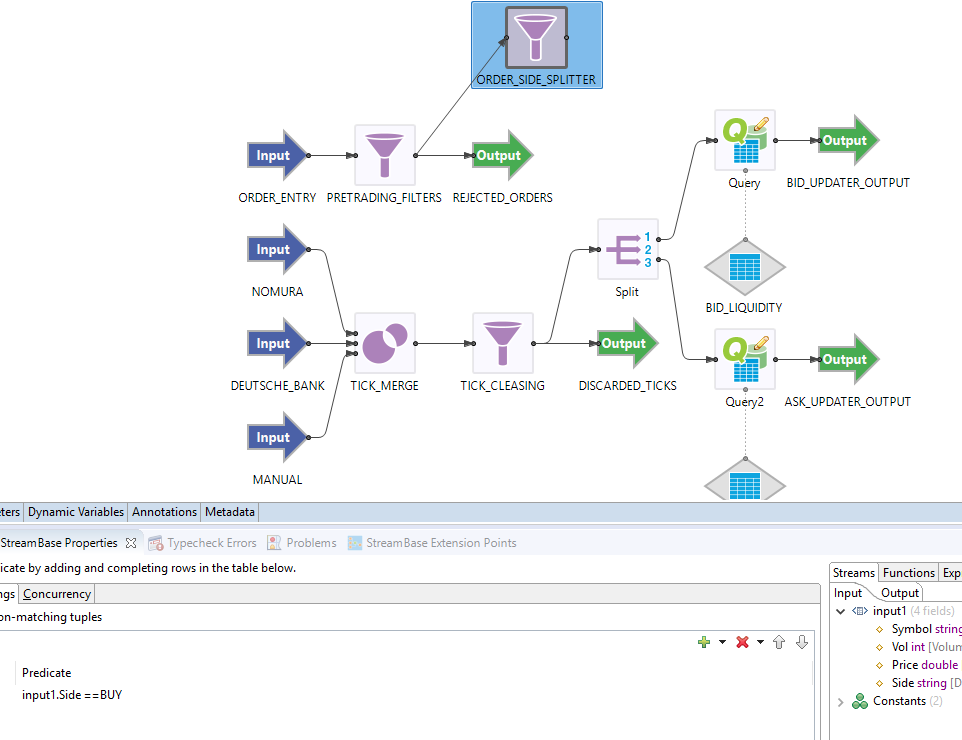 ORDER_SIDE_SPLITTER
Input
Output
ORDER_ENTRY PRETRADING_FILTERS REJECTED_ORDERS
Q
Output
Query BID_UPDATER_OUTPUT
Input
1
2
3
NOMURA
Split
BID_LIQUIDITY
Input
Output
DEUTSCHE_BANK TICK_MERGE TICK_CLEASING DISCARDED_TICKS
Q
Output
Query2 ASK_UPDATER_OUTPUT
Input
MANUAL
eters Dynamic Variables Annotations Metadata
StreamBase Properties Typecheck Errors Problems StreamBase Extension Points
icate by adding and completing rows in the table below.
ngs Concurrency
on-matching tuples
Predicate
input1.Side ==BUY
Streams Functions Exp
Input Output
input1 (4 fields)
Symbol string
Vol int [Volum
Price double
Side string [D
Constants (2)